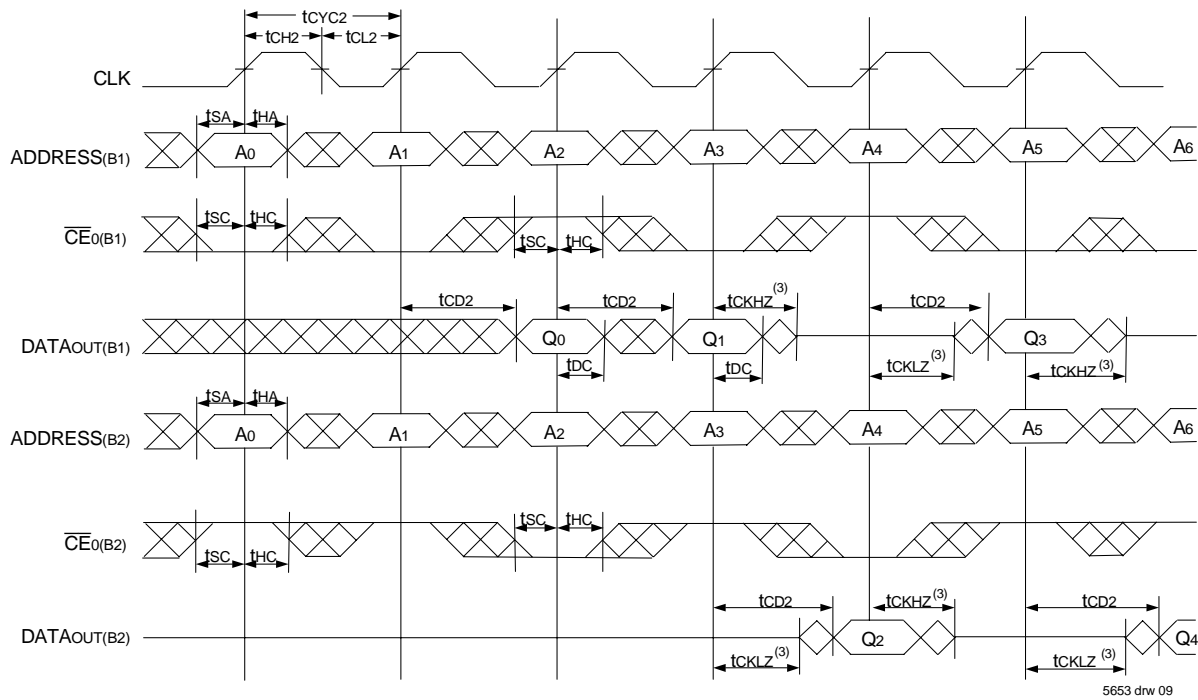 tCYC2
tCH2 tCL2
CLK
tSA tHA
ADDRESS(B1) A0 A1 A2 A3 A4 A5 A6
tSC tHC
CE0(B1)
tSC tHC
tCD2 tCD2 tCKHZ(3) tCD2
DATAOUT(B1) Q0 Q1 Q3
tDC tDC tCKLZ(3) tCKHZ(3)
tSA tHA
ADDRESS(B2) A0 A1 A2 A3 A4 A5 A6
tSC tHC
CE0(B2)
tSC tHC
tCD2 tCKHZ(3) tCD2
DATAOUT(B2) Q2 Q4
tCKLZ(3) tCKLZ(3)
5653 drw 09